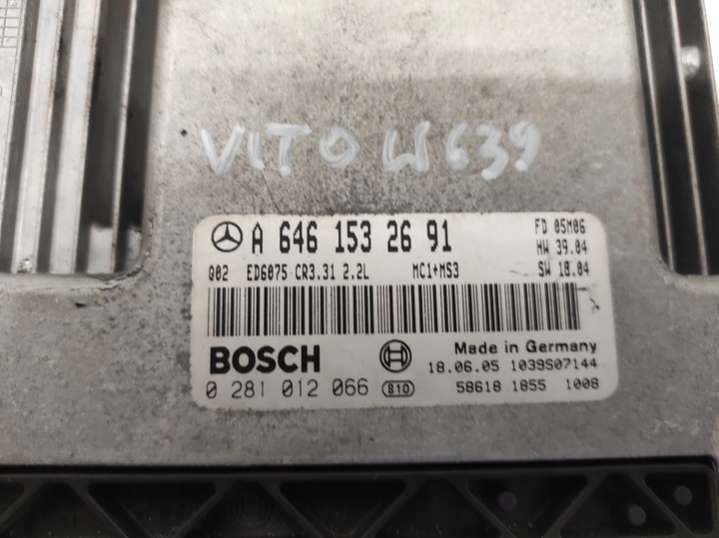 VITO W639
A 646 153 26 91
FD 05M06
HW 39.04
Q02 ED6075 CR3.31 2.2L MC1+MS3 SW 18.04
BOSCH
Made in Germany
18.06.05 1039S07144
0 281 012 066 810 58618 1855 1008